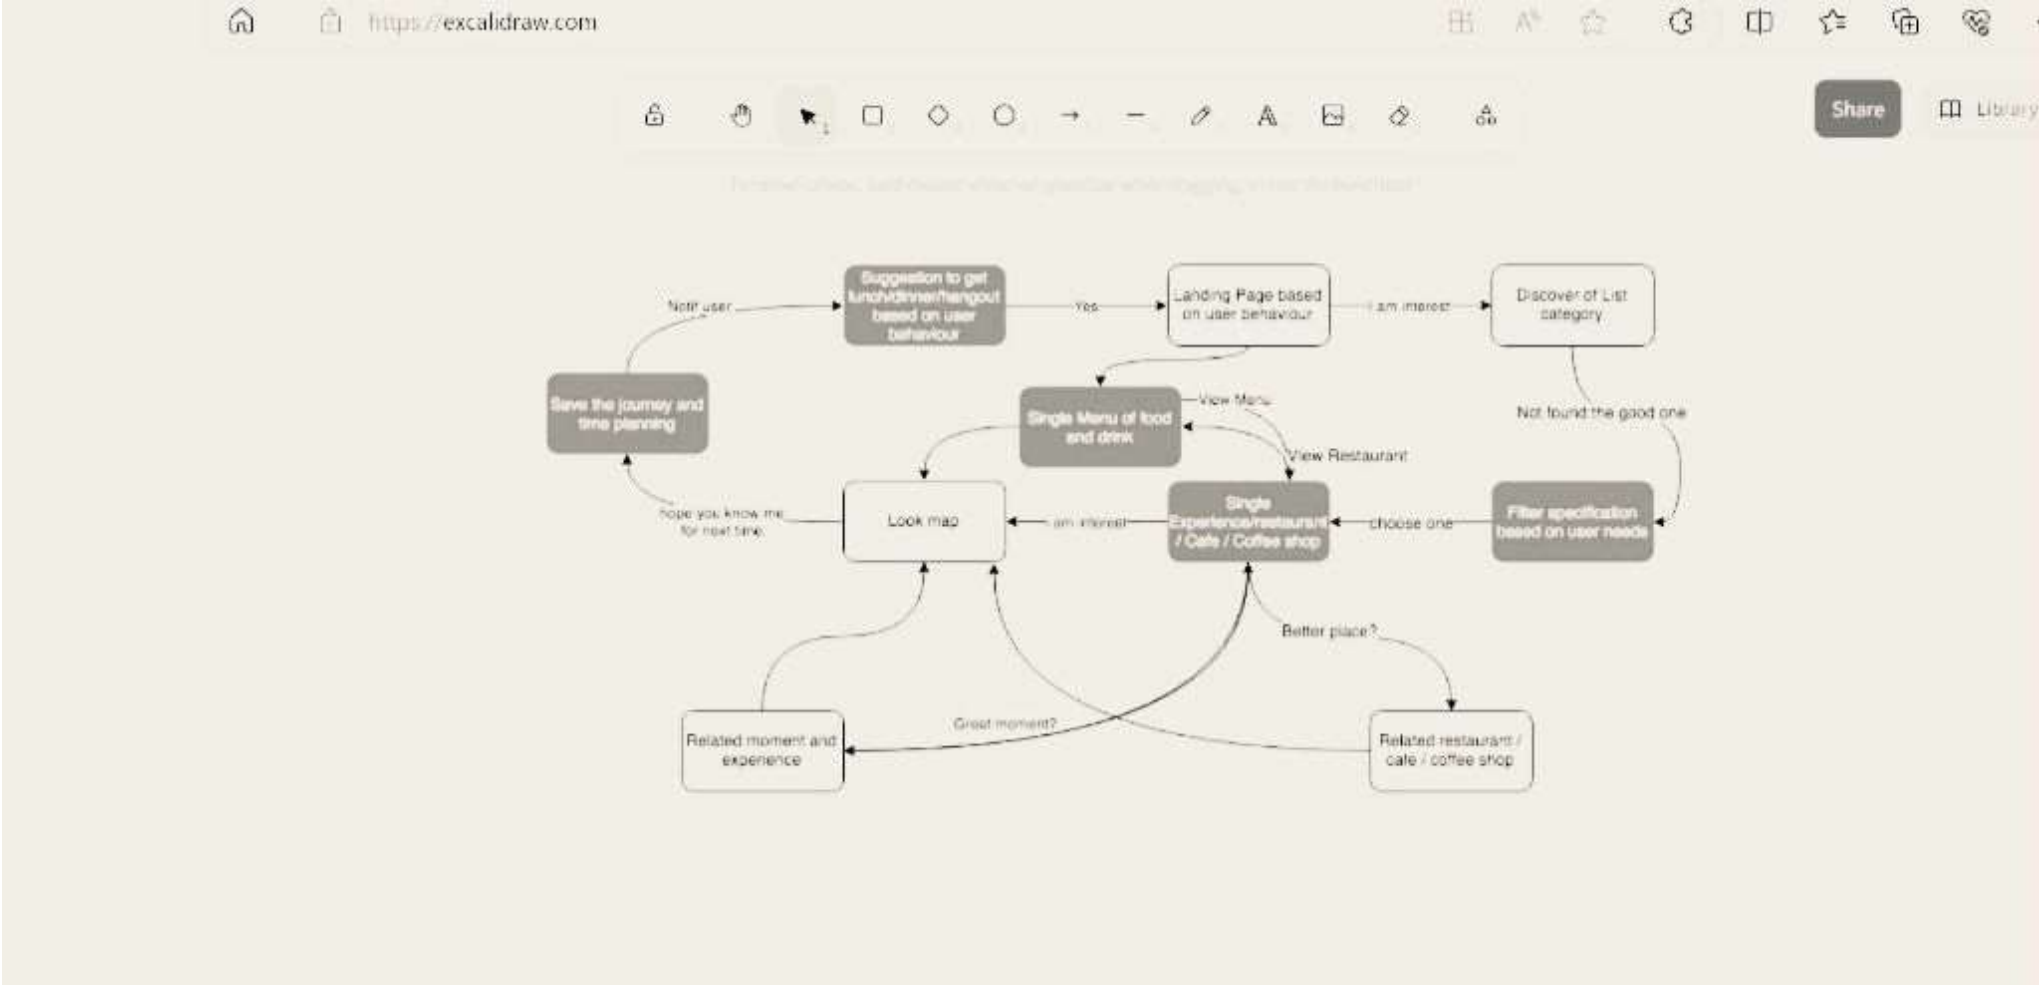 https://excalidraw.com
Share
Library
Suggestion to get
lunch/dinner/hangout
based on user
behaviour
Notif user
Yes
Landing Page based
on user behaviour
I am interest
Discover of List
category
Save the journey and
time planning
Single Menu of food
and drink
View Menu
Not found the good one
View Restaurant
hope you know me
for next time
Look map
I am interest
Single
Experience/restaurant
/ Cafe / Coffee shop
choose one
Filter specification
based on user needs
Better place?
Great moment?
Related moment and
experience
Related restaurant /
cafe / coffee shop